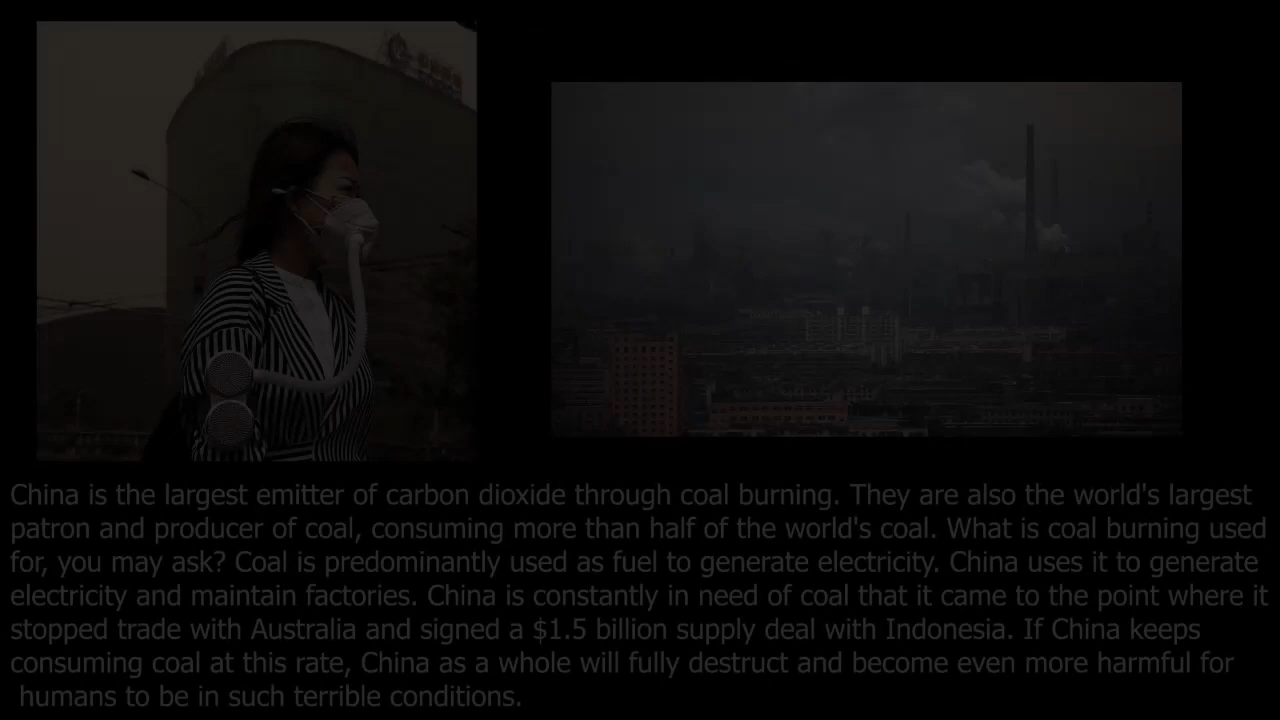 China is the largest emitter of carbon dioxide through coal burning. They are also the world's largest
patron and producer of coal, consuming more than half of the world's coal. What is coal burning used
for, you may ask? Coal is predominantly used as fuel to generate electricity. China uses it to generate
electricity and maintain factories. China is constantly in need of coal that it came to the point where it
stopped trade with Australia and signed a $1.5 billion supply deal with Indonesia. If China keeps
consuming coal at this rate, China as a whole will fully destruct and become even more harmful for
humans to be in such terrible conditions.